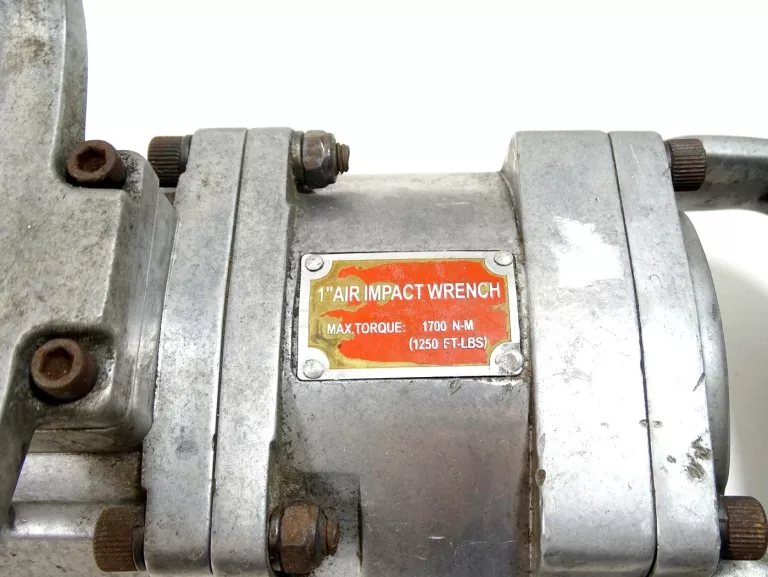 1" AIR IMPACT WRENCH
MAX.TORQUE: 1700 N-M
(1250 FT-LBS)